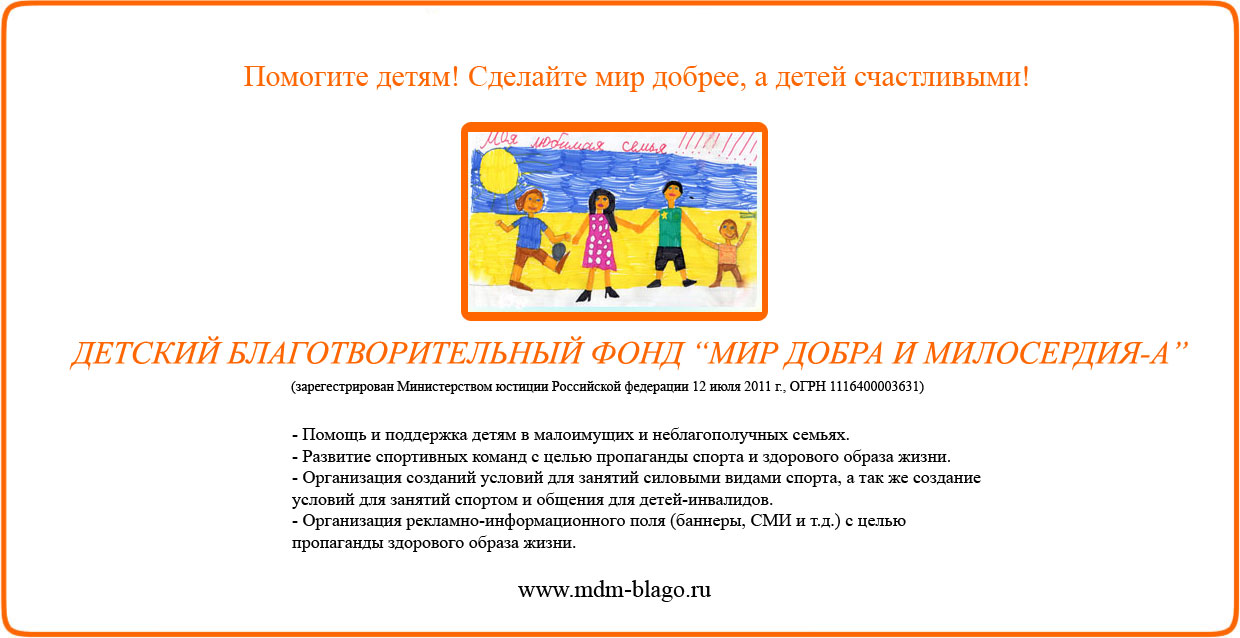 Помогите детям! Сделайте мир добрее, а детей счастливыми!
Моя любимая семья
ДЕТСКИЙ БЛАГОТВОРИТЕЛЬНЫЙ ФОНД “МИР ДОБРА И МИЛОСЕРДИЯ-А”
(зарегестрирован Министерством юстиции Российской федерации 12 июля 2011 г., ОГРН 1116400003631)
- Помощь и поддержка детям в малоимущих и неблагополучных семьях.
- Развитие спортивных команд с целью пропаганды спорта и здорового образа жизни.
- Организация созданий условий для занятий силовыми видами спорта, а так же создание
условий для занятий спортом и общения для детей-инвалидов.
- Организация рекламно-информационного поля (баннеры, СМИ и т.д.) с целью
пропаганды здорового образа жизни.
www.mdm-blago.ru